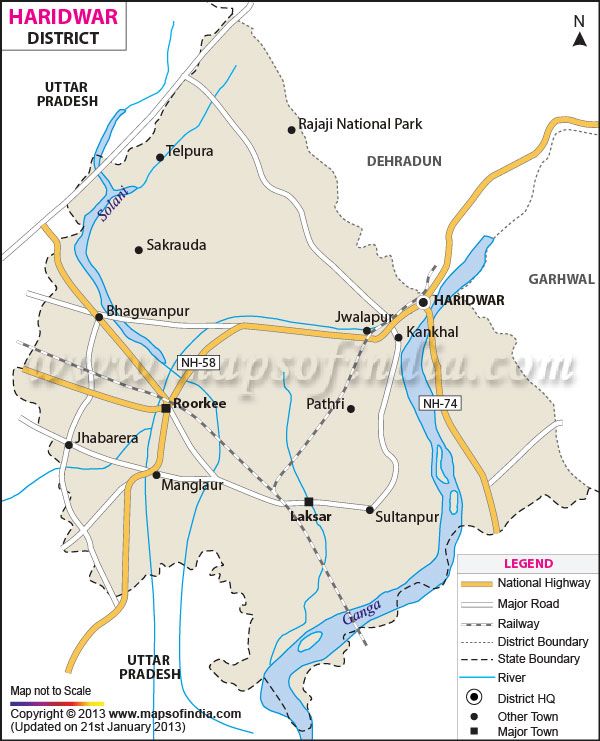 HARIDWAR
DISTRICT
N
UTTAR
PRADESH
Rajaji National Park
Telpura
DEHRADUN
Solani
Sakrauda
GARHWAL
HARIDWAR
Bhagwanpur
Jwalapur
Kankhal
www.mapsofindia.com
NH-58
Roorkee
Pathri
NH-74
Jhabarera
Manglaur
Laksar
Sultanpur
Ganga
UTTAR
PRADESH
LEGEND
National Highway
Major Road
Railway
District Boundary
State Boundary
River
District HQ
Other Town
Major Town
Map not to Scale
Copyright © 2013 www.mapsofindia.com
(Updated on 21st January 2013)